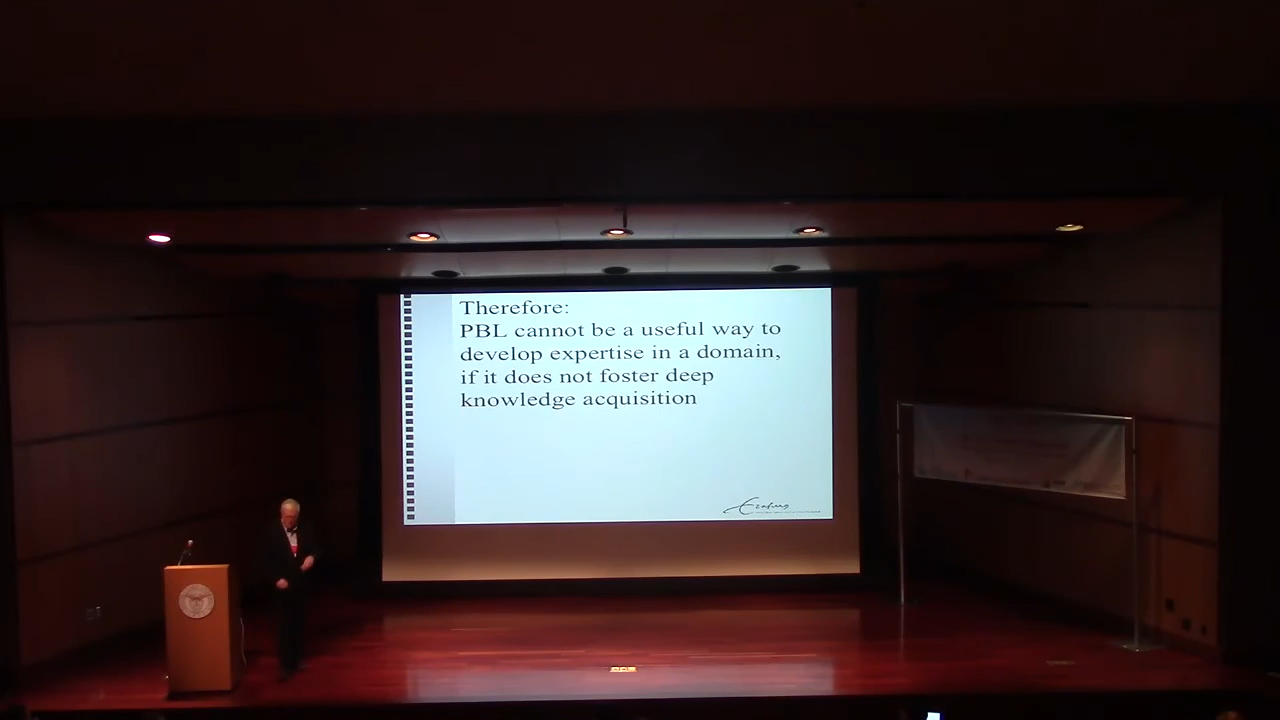 Therefore:
PBL cannot be a useful way to
develop expertise in a domain,
if it does not foster deep
knowledge acquisition
Erasmus